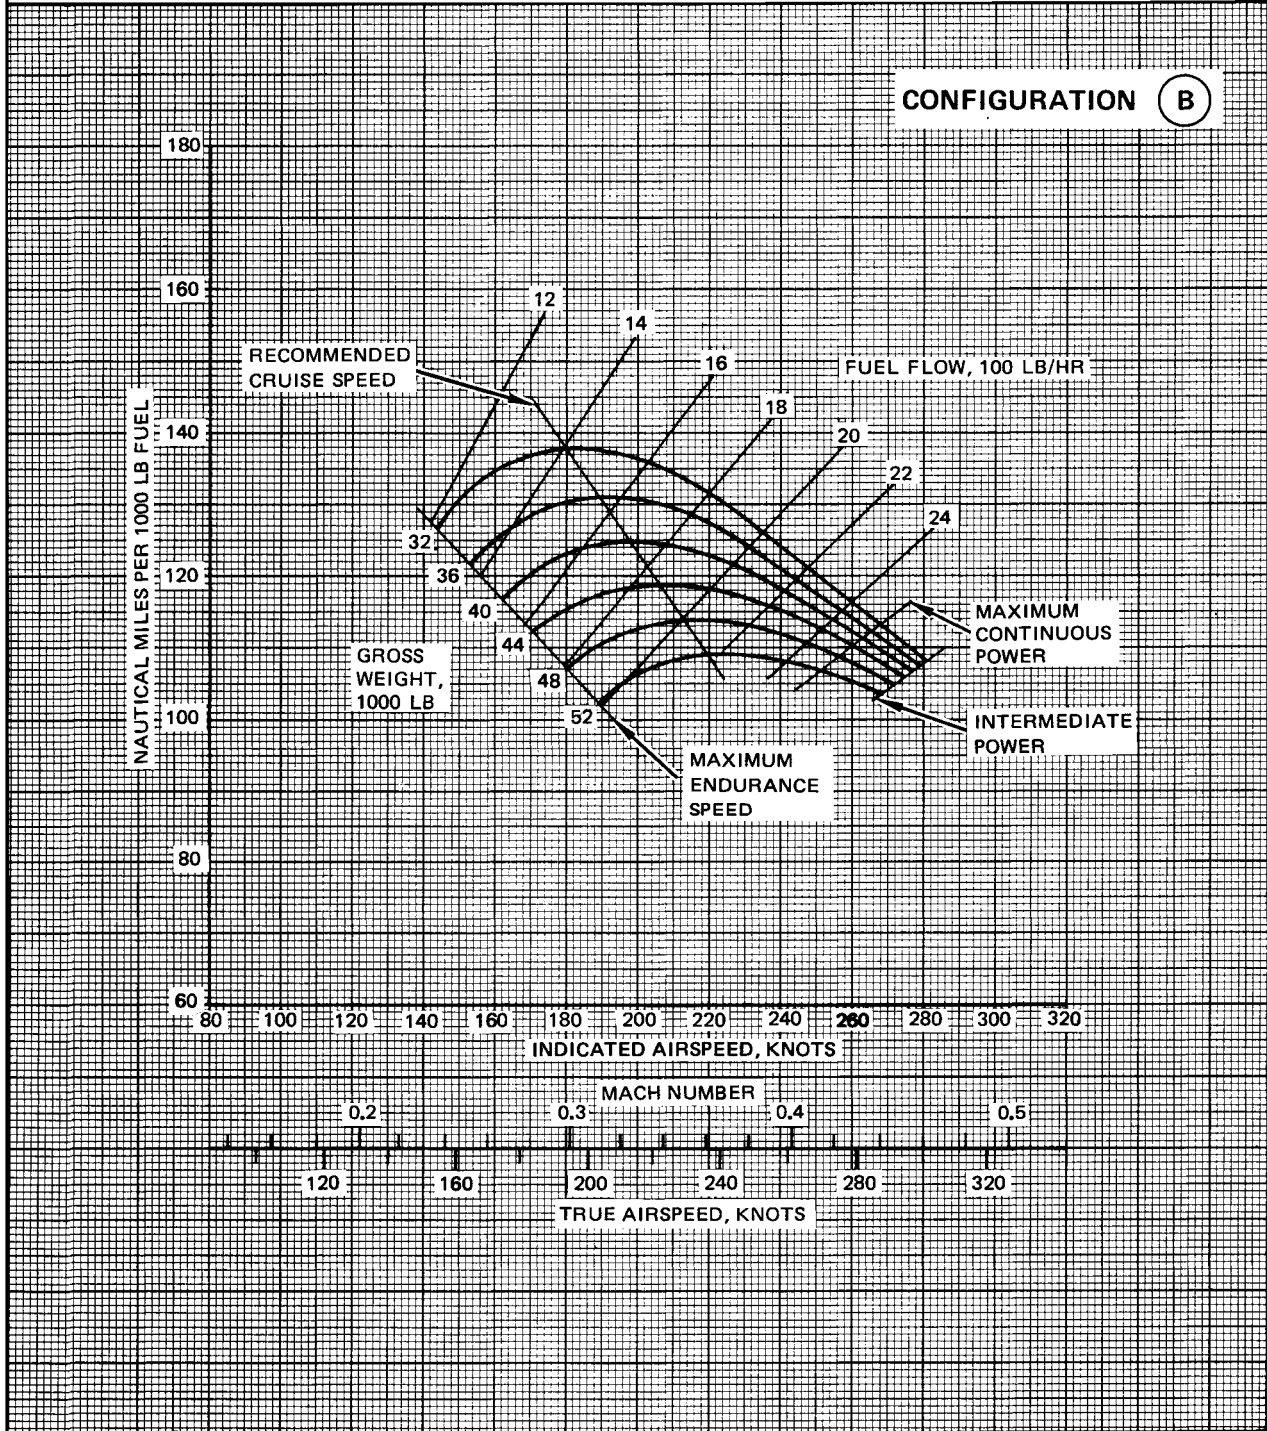 CONFIGURATION B
180
160
140
120
100
80
60
NAUTICAL MILES PER 1000 LB FUEL
RECOMMENDED
CRUISE SPEED
12
14
16
FUEL FLOW, 100 LB/HR
18
20
22
24
32
36
40
44
48
52
GROSS
WEIGHT,
1000 LB
MAXIMUM
CONTINUOUS
POWER
INTERMEDIATE
POWER
MAXIMUM
ENDURANCE
SPEED
80 100 120 140 160 180 200 220 240 260 280 300 320
INDICATED AIRSPEED, KNOTS
MACH NUMBER
0.2 0.3 0.4 0.5
120 160 200 240 280 320
TRUE AIRSPEED, KNOTS